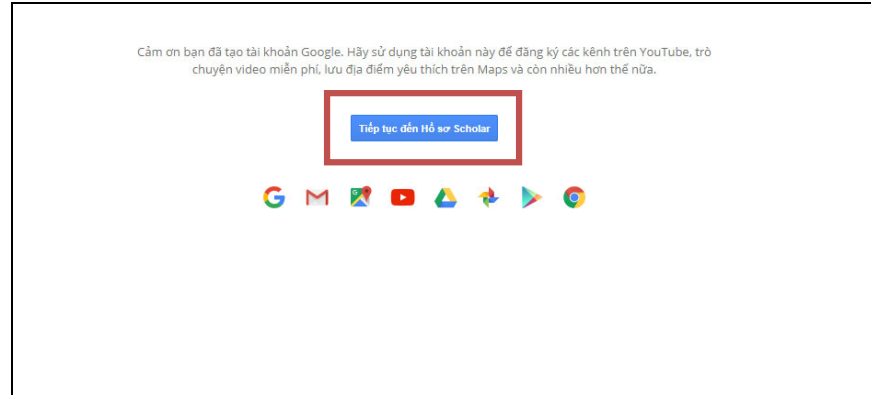 Cảm ơn bạn đã tạo tài khoản Google. Hãy sử dụng tài khoản này để đăng ký các kênh trên YouTube, trò
chuyện video miễn phí, lưu địa điểm yêu thích trên Maps và còn nhiều hơn thế nữa.
Tiếp tục đến Hồ sơ Scholar